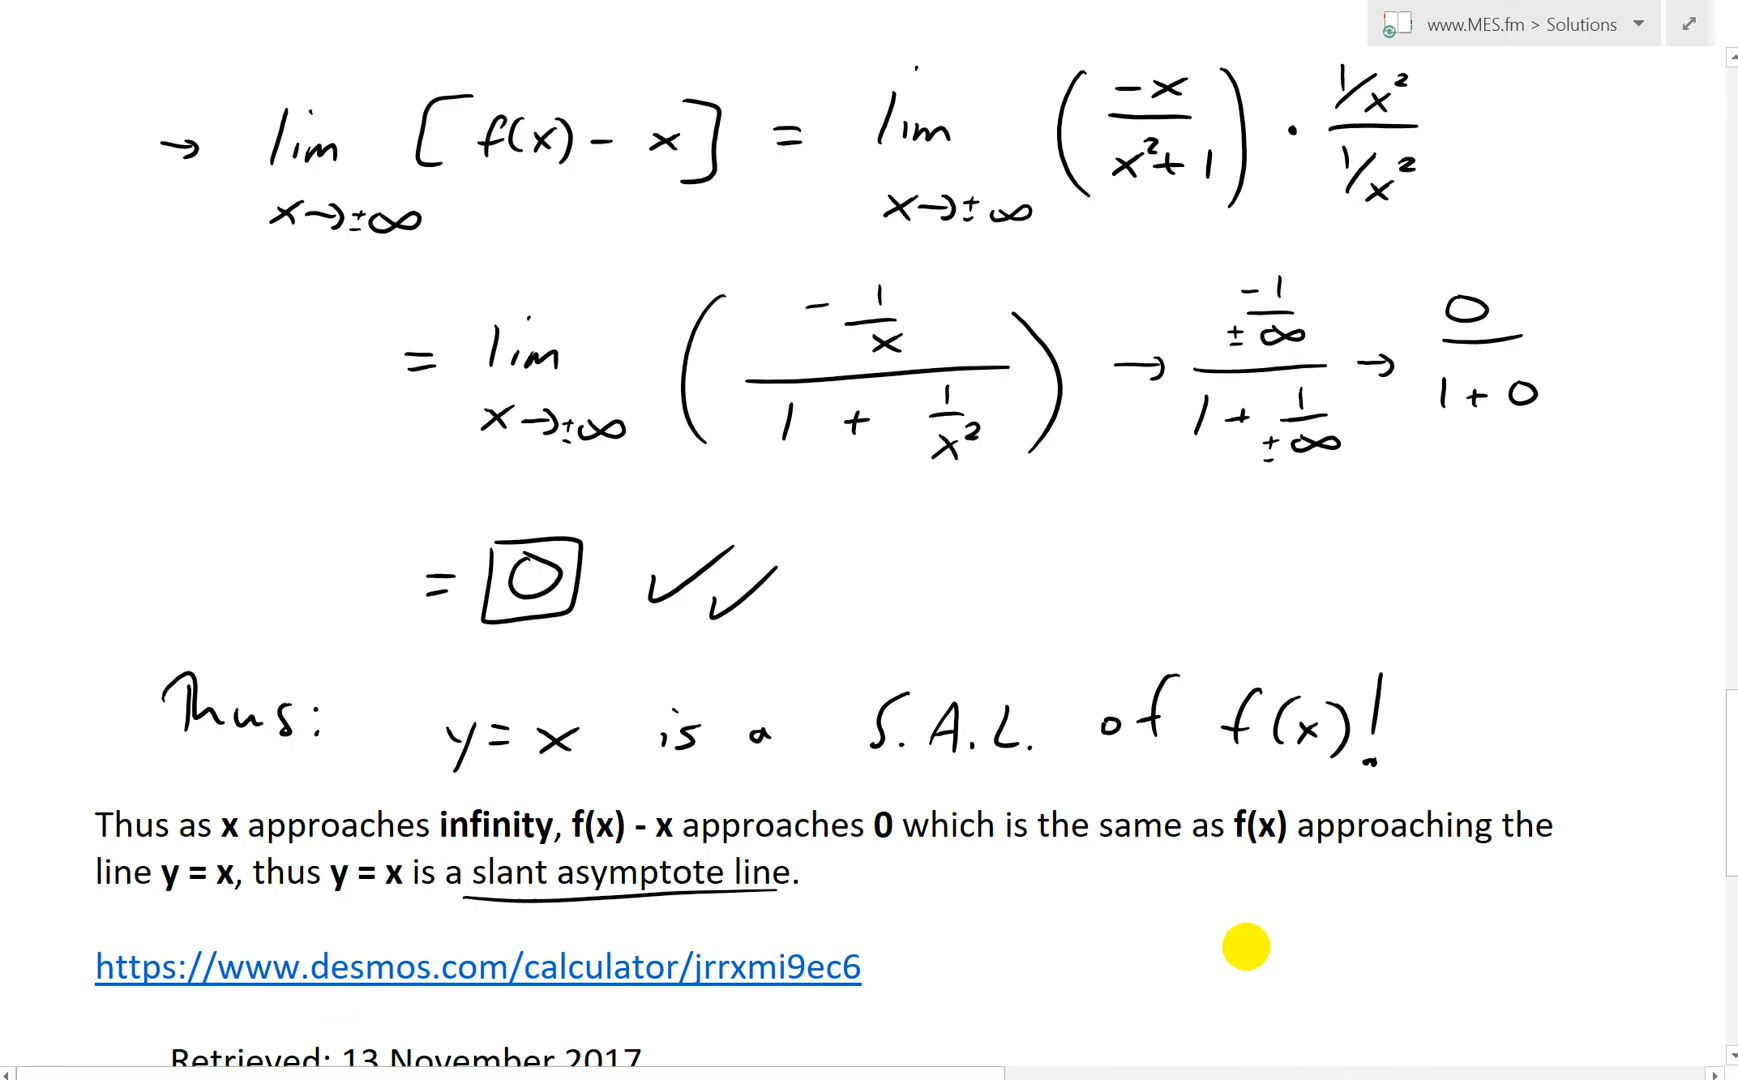 www.MES.fm > Solutions
→ lim [f(x) - x] = lim (-x / x²+1) · 1/x² / 1/x²
x→±∞ x→±∞
= lim (-1/x / 1 + 1/x²) → -1/±∞ / 1 + 1/±∞ → 0 / 1+0
x→±∞
= 0 ✓✓
Thus: y = x is a S.A.L. of f(x)!
Thus as x approaches infinity, f(x) - x approaches 0 which is the same as f(x) approaching the
line y = x, thus y = x is a slant asymptote line.
https://www.desmos.com/calculator/jrrxmi9ec6
Retrieved: 13 November 2017